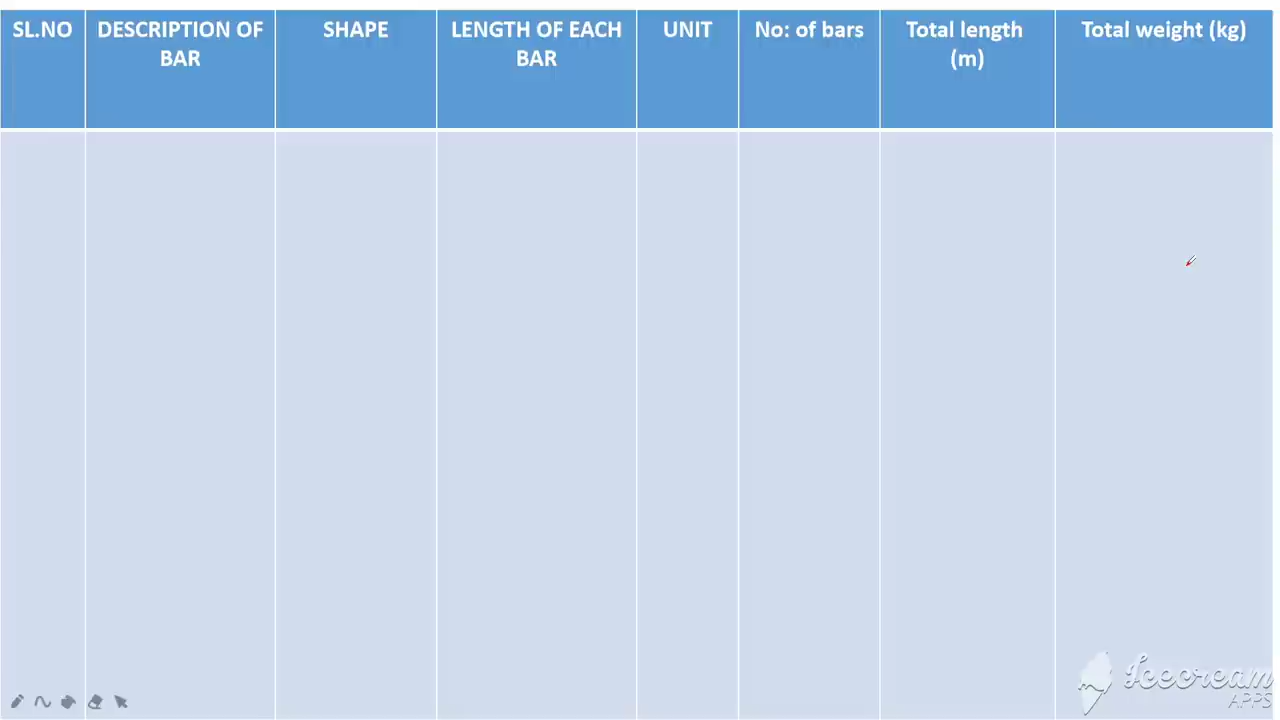 SL.NO
DESCRIPTION OF
BAR
SHAPE
LENGTH OF EACH
BAR
UNIT
No: of bars
Total length
(m)
Total weight (kg)
Icecream
APPS